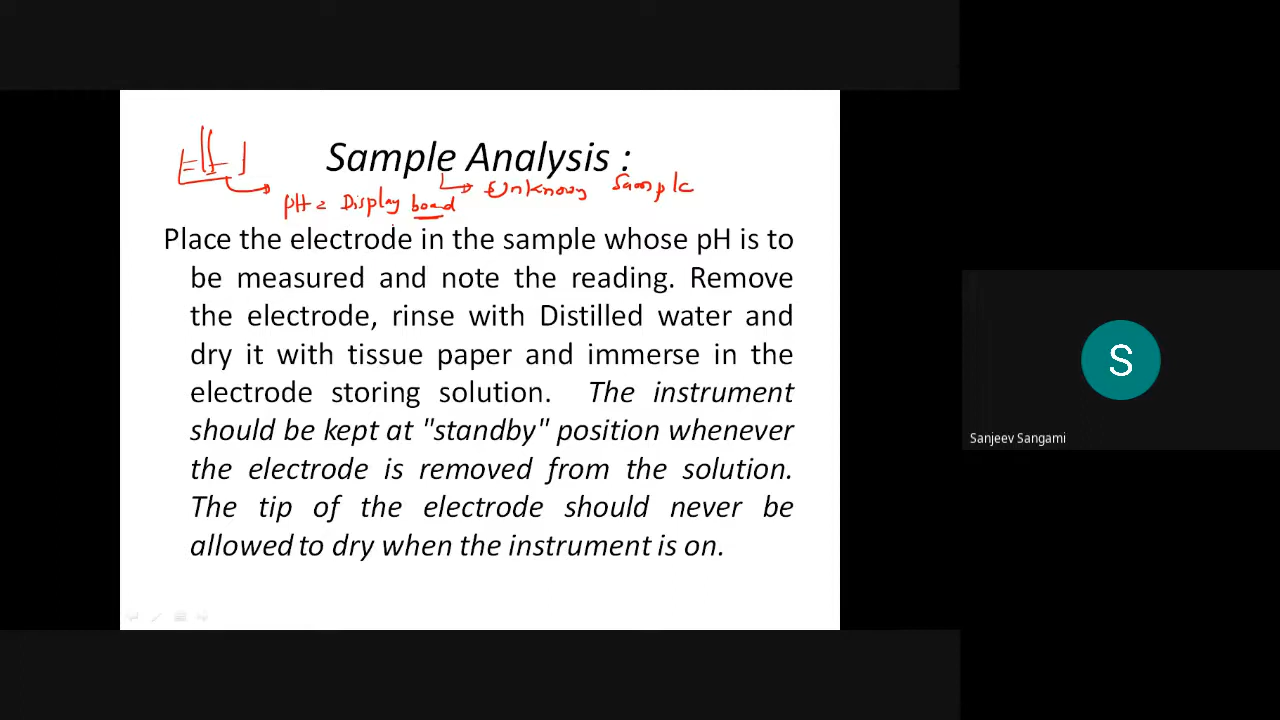 Sample Analysis :
Unknown Sample
pH = Display board
Place the electrode in the sample whose pH is to
be measured and note the reading. Remove
the electrode, rinse with Distilled water and
dry it with tissue paper and immerse in the
electrode storing solution. The instrument
should be kept at "standby" position whenever
the electrode is removed from the solution.
The tip of the electrode should never be
allowed to dry when the instrument is on.
S
Sanjeev Sangami